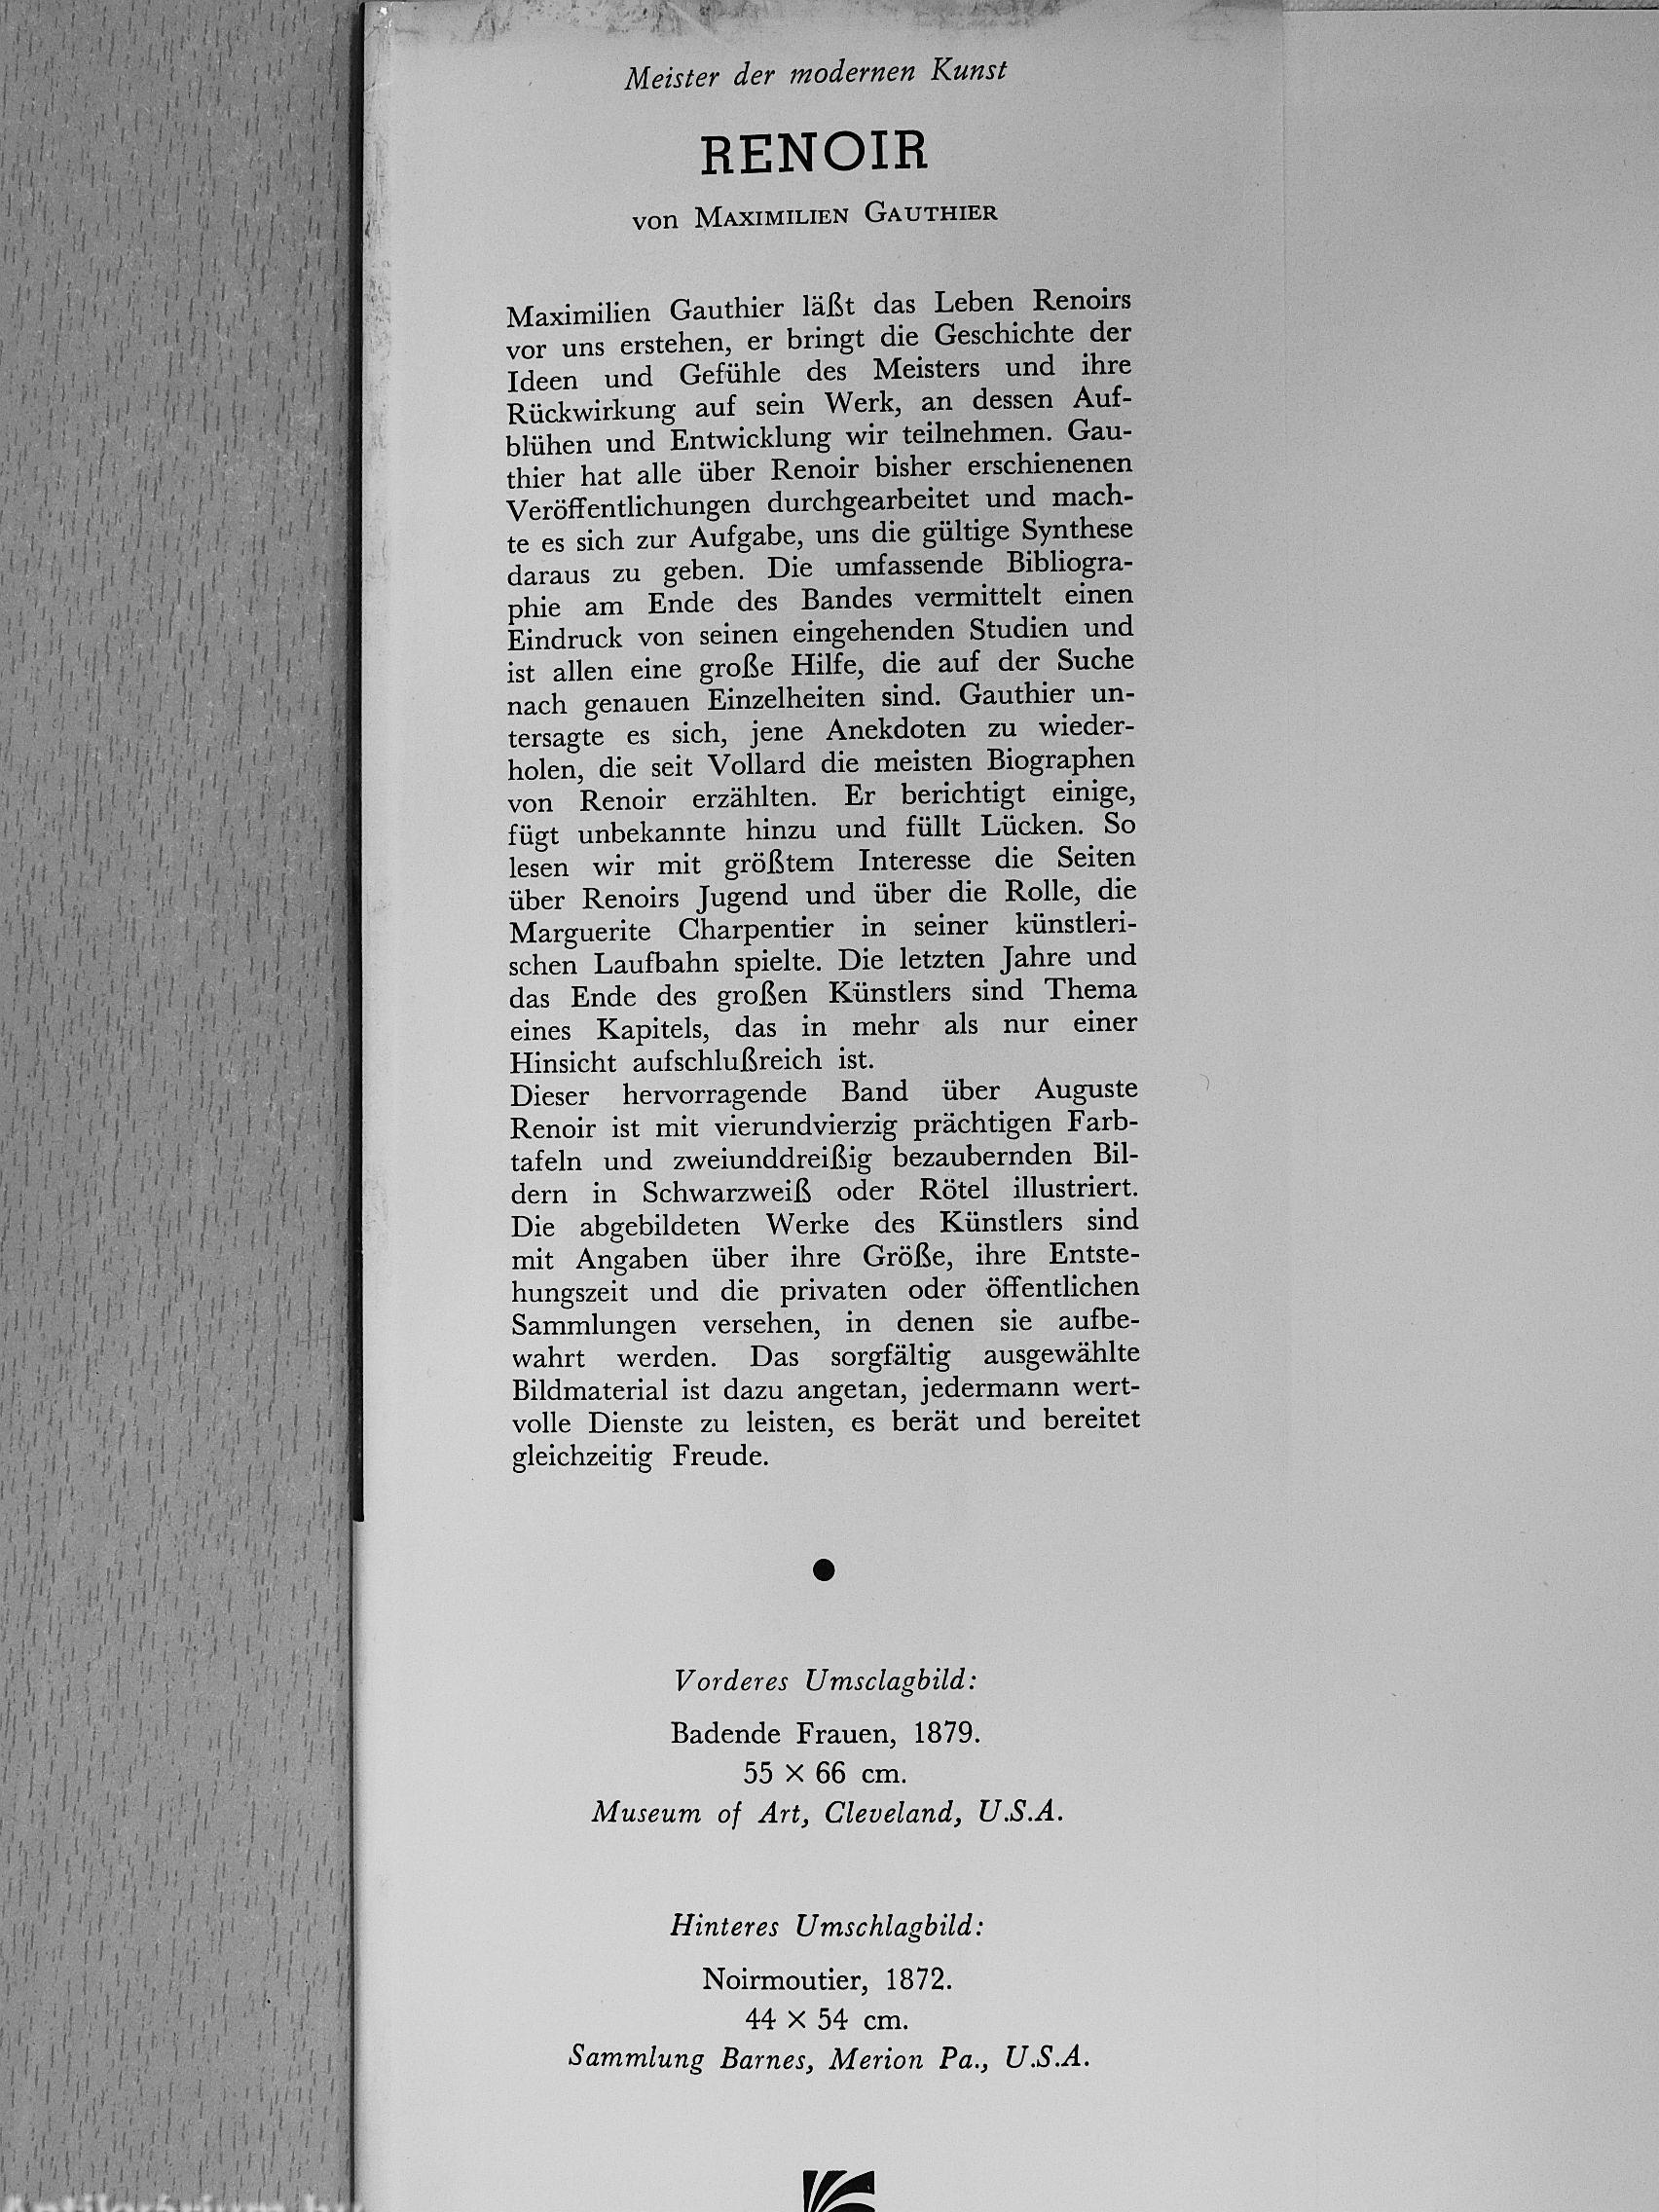 Meister der modernen Kunst
RENOIR
von MAXIMILIEN GAUTHIER
Maximilien Gauthier läßt das Leben Renoirs
vor uns erstehen, er bringt die Geschichte der
Ideen und Gefühle des Meisters und ihre
Rückwirkung auf sein Werk, an dessen Auf-
blühen und Entwicklung wir teilnehmen. Gau-
thier hat alle über Renoir bisher erschienenen
Veröffentlichungen durchgearbeitet und mach-
te es sich zur Aufgabe, uns die gültige Synthese
daraus zu geben. Die umfassende Bibliogra-
phie am Ende des Bandes vermittelt einen
Eindruck von seinen eingehenden Studien und
ist allen eine große Hilfe, die auf der Suche
nach genauen Einzelheiten sind. Gauthier un-
tersagte es sich, jene Anekdoten zu wieder-
holen, die seit Vollard die meisten Biographen
von Renoir erzählten. Er berichtigt einige,
fügt unbekannte hinzu und füllt Lücken. So
lesen wir mit größtem Interesse die Seiten
über Renoirs Jugend und über die Rolle, die
Marguerite Charpentier in seiner künstleri-
schen Laufbahn spielte. Die letzten Jahre und
das Ende des großen Künstlers sind Thema
eines Kapitels, das in mehr als nur einer
Hinsicht aufschlußreich ist.
Dieser hervorragende Band über Auguste
Renoir ist mit vierundvierzig prächtigen Farb-
tafeln und zweiunddreißig bezaubernden Bil-
dern in Schwarzweiß oder Rötel illustriert.
Die abgebildeten Werke des Künstlers sind
mit Angaben über ihre Größe, ihre Entste-
hungszeit und die privaten oder öffentlichen
Sammlungen versehen, in denen sie aufbe-
wahrt werden. Das sorgfältig ausgewählte
Bildmaterial ist dazu angetan, jedermann wert-
volle Dienste zu leisten, es berät und bereitet
gleichzeitig Freude.
Vorderes Umsclagbild:
Badende Frauen, 1879.
55 × 66 cm.
Museum of Art, Cleveland, U.S.A.
Hinteres Umschlagbild:
Noirmoutier, 1872.
44 × 54 cm.
Sammlung Barnes, Merion Pa., U.S.A.